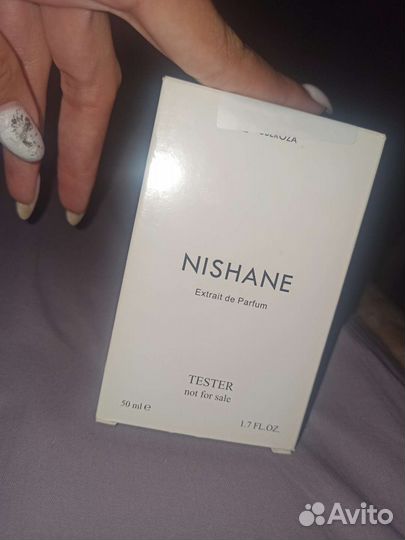 NISHANE
Extrait de Parfum
TESTER
not for sale
50 ml e
1.7 FL.OZ.
Avito